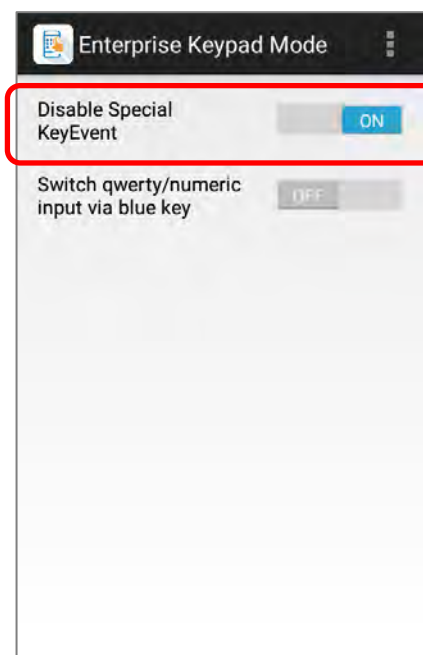 Enterprise Keypad Mode
Disable Special
KeyEvent
ON
Switch qwerty/numeric
input via blue key
OFF